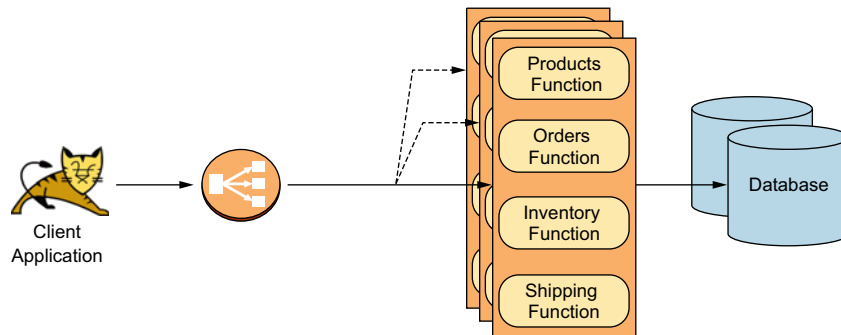 Client
Application
Products
Function
Orders
Function
Inventory
Function
Shipping
Function
Database